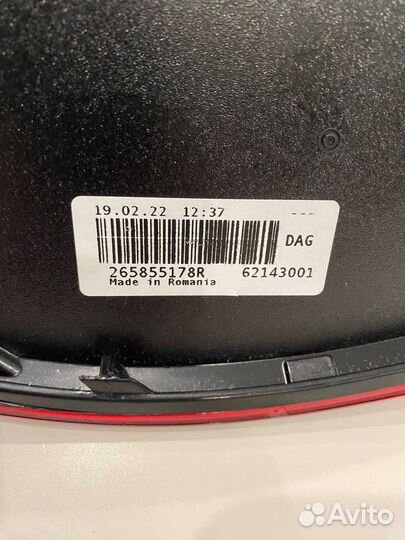 19.02.22 12:37 ---
DAG
265855178R 62143001
Made in Romania
Avito